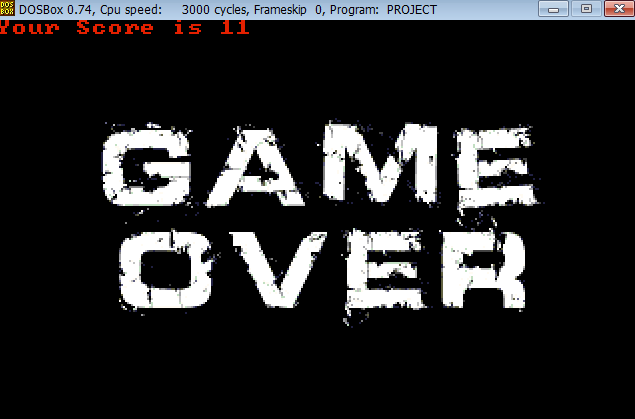 DOSBox 0.74, Cpu speed: 3000 cycles, Frameskip 0, Program: PROJECT
Your Score is 11
GAME
OVER